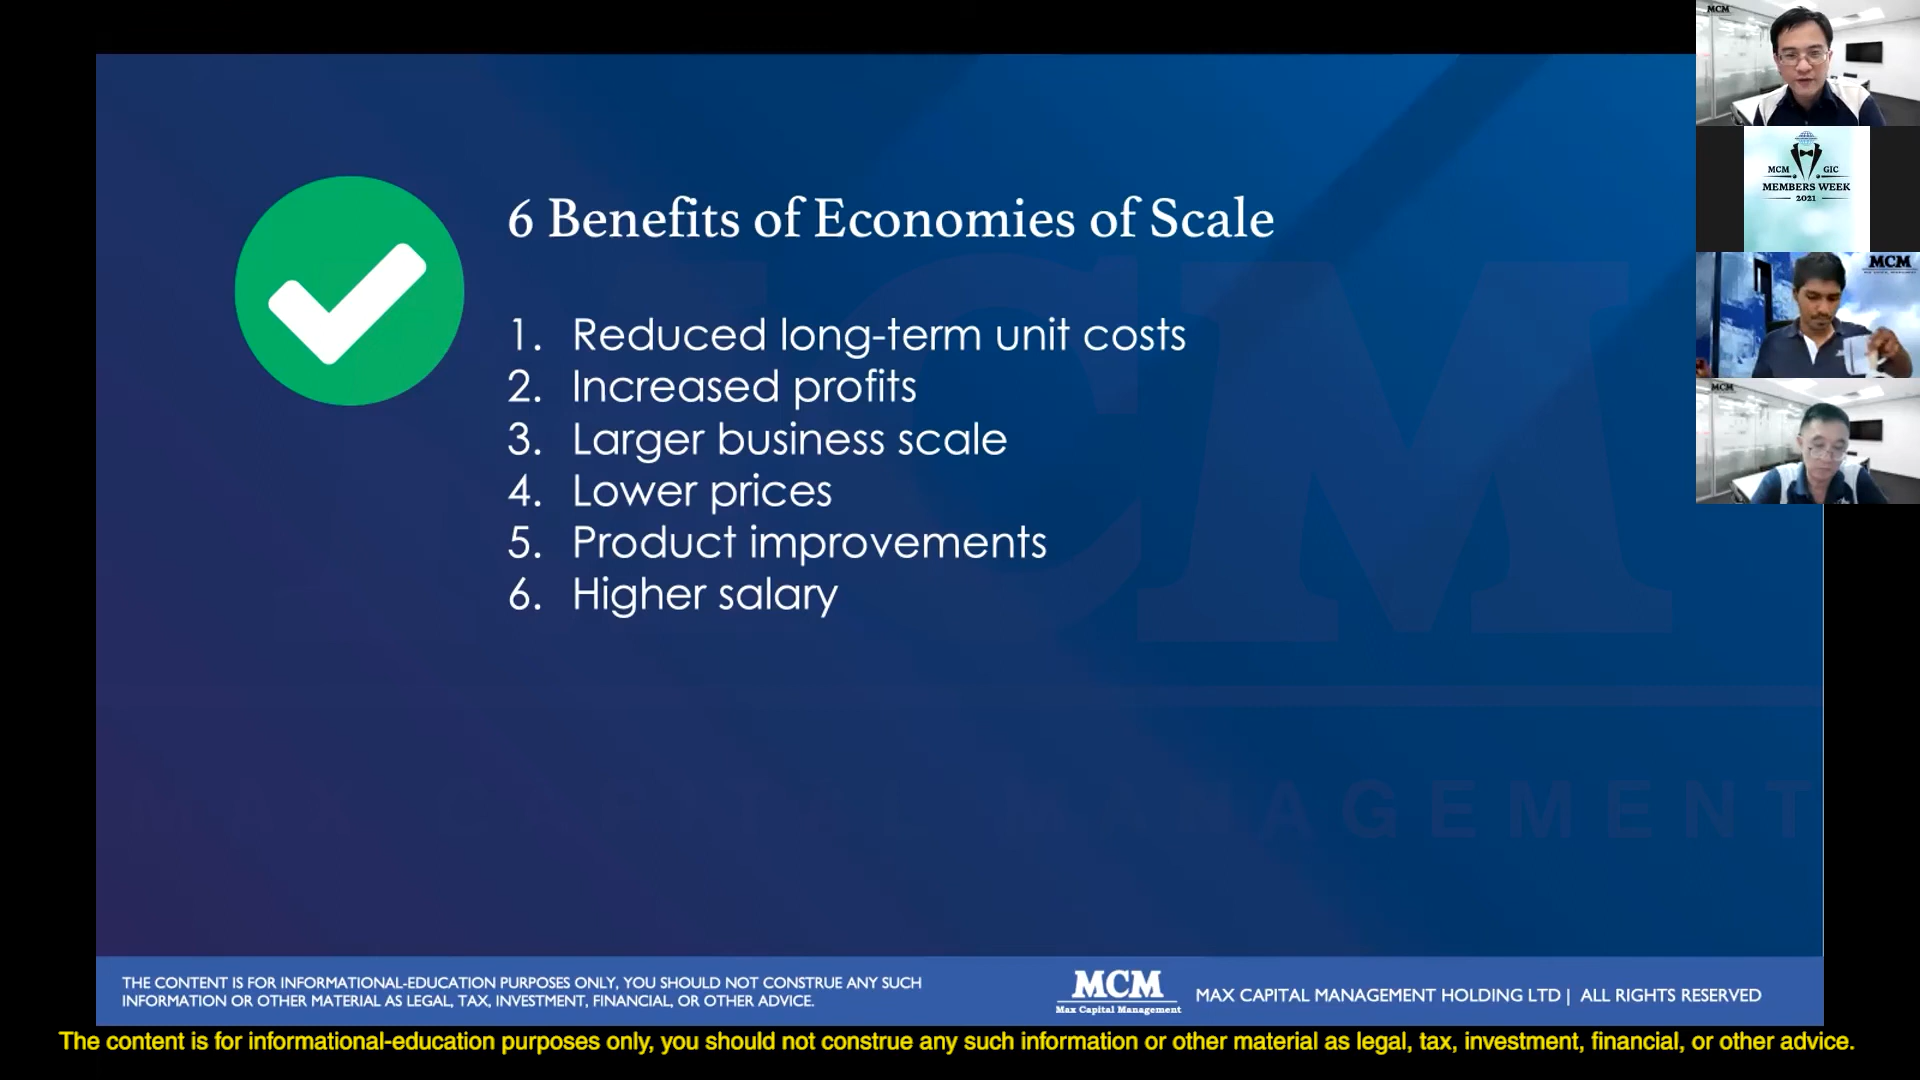 6 Benefits of Economies of Scale
1. Reduced long-term unit costs
2. Increased profits
3. Larger business scale
4. Lower prices
5. Product improvements
6. Higher salary
MCM
MAX CAPITAL MANAGEMENT
THE CONTENT IS FOR INFORMATIONAL-EDUCATION PURPOSES ONLY, YOU SHOULD NOT CONSTRUE ANY SUCH
INFORMATION OR OTHER MATERIAL AS LEGAL, TAX, INVESTMENT, FINANCIAL, OR OTHER ADVICE.
MCM
Max Capital Management
MAX CAPITAL MANAGEMENT HOLDING LTD | ALL RIGHTS RESERVED
The content is for informational-education purposes only, you should not construe any such information or other material as legal, tax, investment, financial, or other advice.
MCM
MCM GIC
MEMBERS WEEK
2021
MCM
MCM